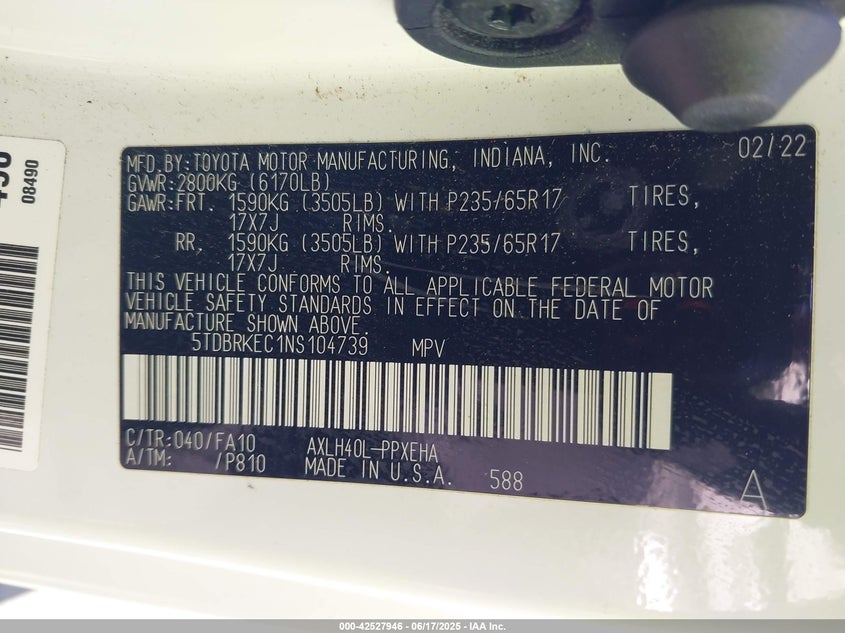 08490
MFD.BY:TOYOTA MOTOR MANUFACTURING, INDIANA, INC. 02/22
GVWR:2800KG (6170LB)
GAWR:FRT. 1590KG (3505LB) WITH P235/65R17 TIRES,
17X7J RIMS.
RR. 1590KG (3505LB) WITH P235/65R17 TIRES,
17X7J RIMS.
THIS VEHICLE CONFORMS TO ALL APPLICABLE FEDERAL MOTOR
VEHICLE SAFETY STANDARDS IN EFFECT ON THE DATE OF
MANUFACTURE SHOWN ABOVE.
5TDBRKEC1NS104739 MPV
C/TR:040/FA10 AXLH40L-PPXEHA
A/TM: /P810 MADE IN U.S.A. 588
A
000-42527946 - 06/17/2025 - IAA Inc.